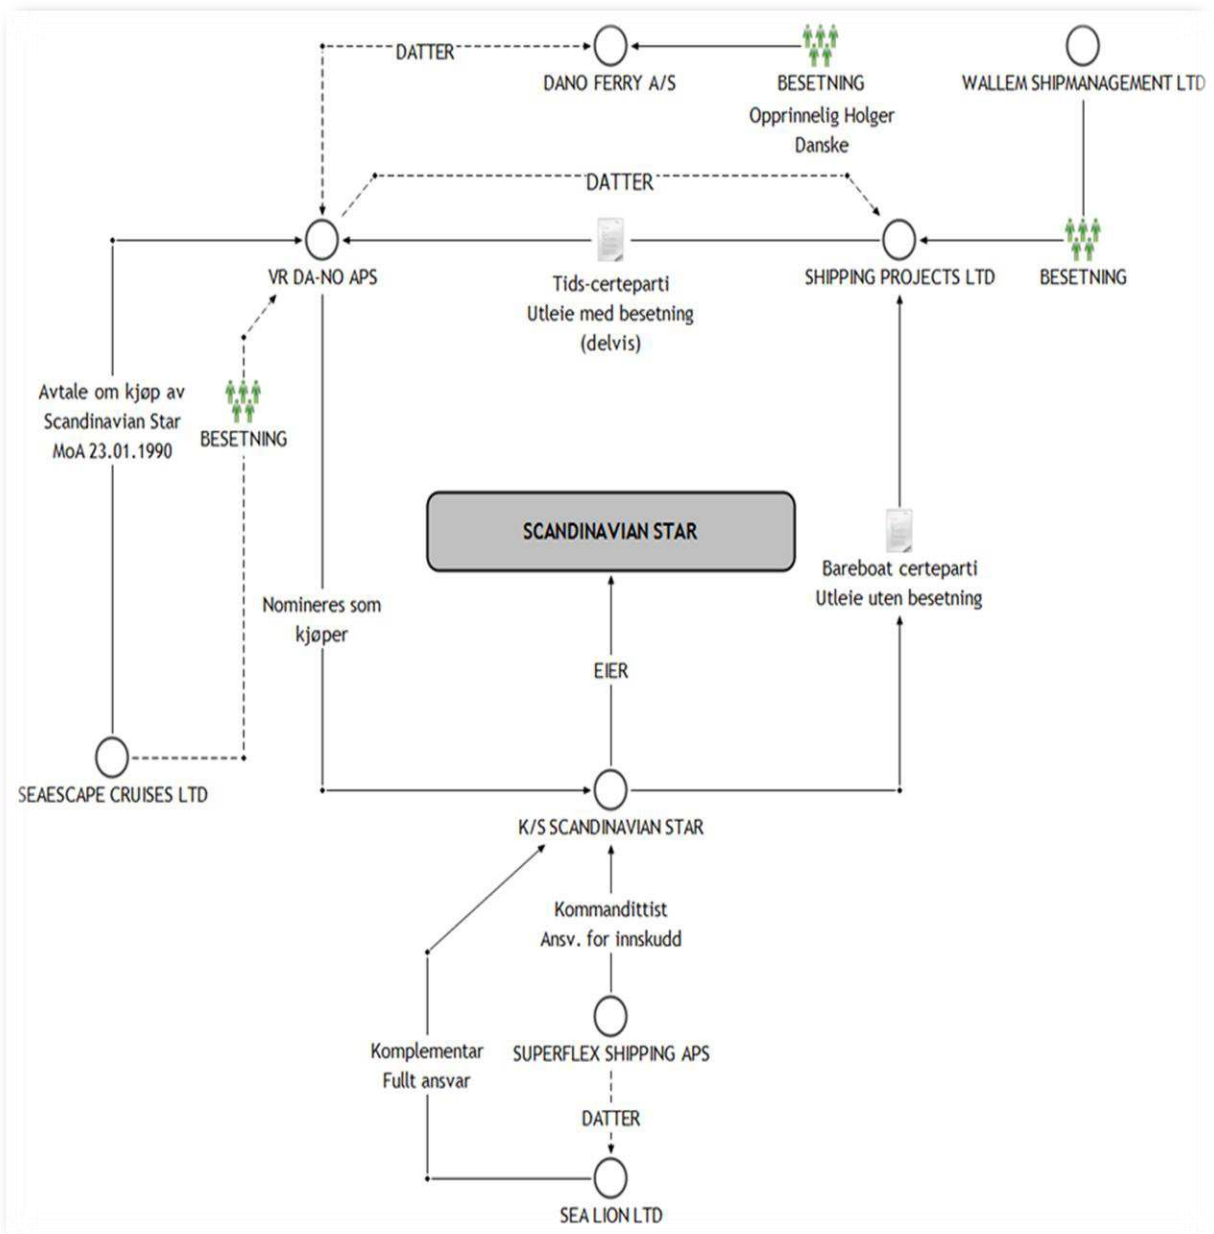 DATTER
DANO FERRY A/S
BESETNING
Opprinnelig Holger
Danske
WALLEM SHIPMANAGEMENT LTD
DATTER
VR DA-NO APS
Tids-certeparti
Utleie med besetning
(delvis)
SHIPPING PROJECTS LTD
BESETNING
Avtale om kjøp av
Scandinavian Star
MoA 23.01.1990
BESETNING
SCANDINAVIAN STAR
Bareboat certeparti
Utleie uten besetning
Nomineres som
kjøper
EIER
SEAESCAPE CRUISES LTD
K/S SCANDINAVIAN STAR
Kommandittist
Ansv. for innskudd
Komplementar
Fullt ansvar
SUPERFLEX SHIPPING APS
DATTER
SEA LION LTD